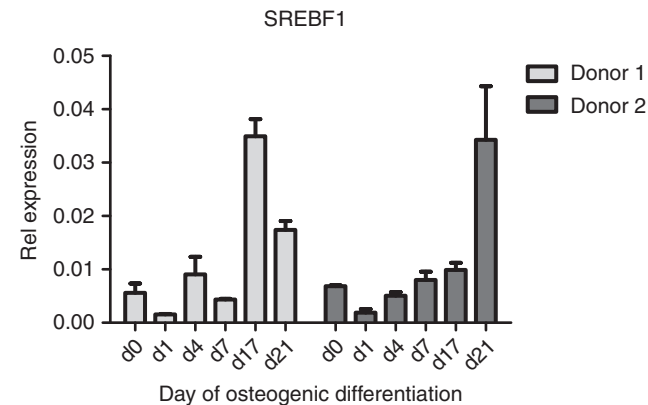 SREBF1
0.05
0.04
0.03
0.02
0.01
0.00
Rel expression
d0 d1 d4 d7 d17 d21 d0 d1 d4 d7 d17 d21
Day of osteogenic differentiation
Donor 1
Donor 2